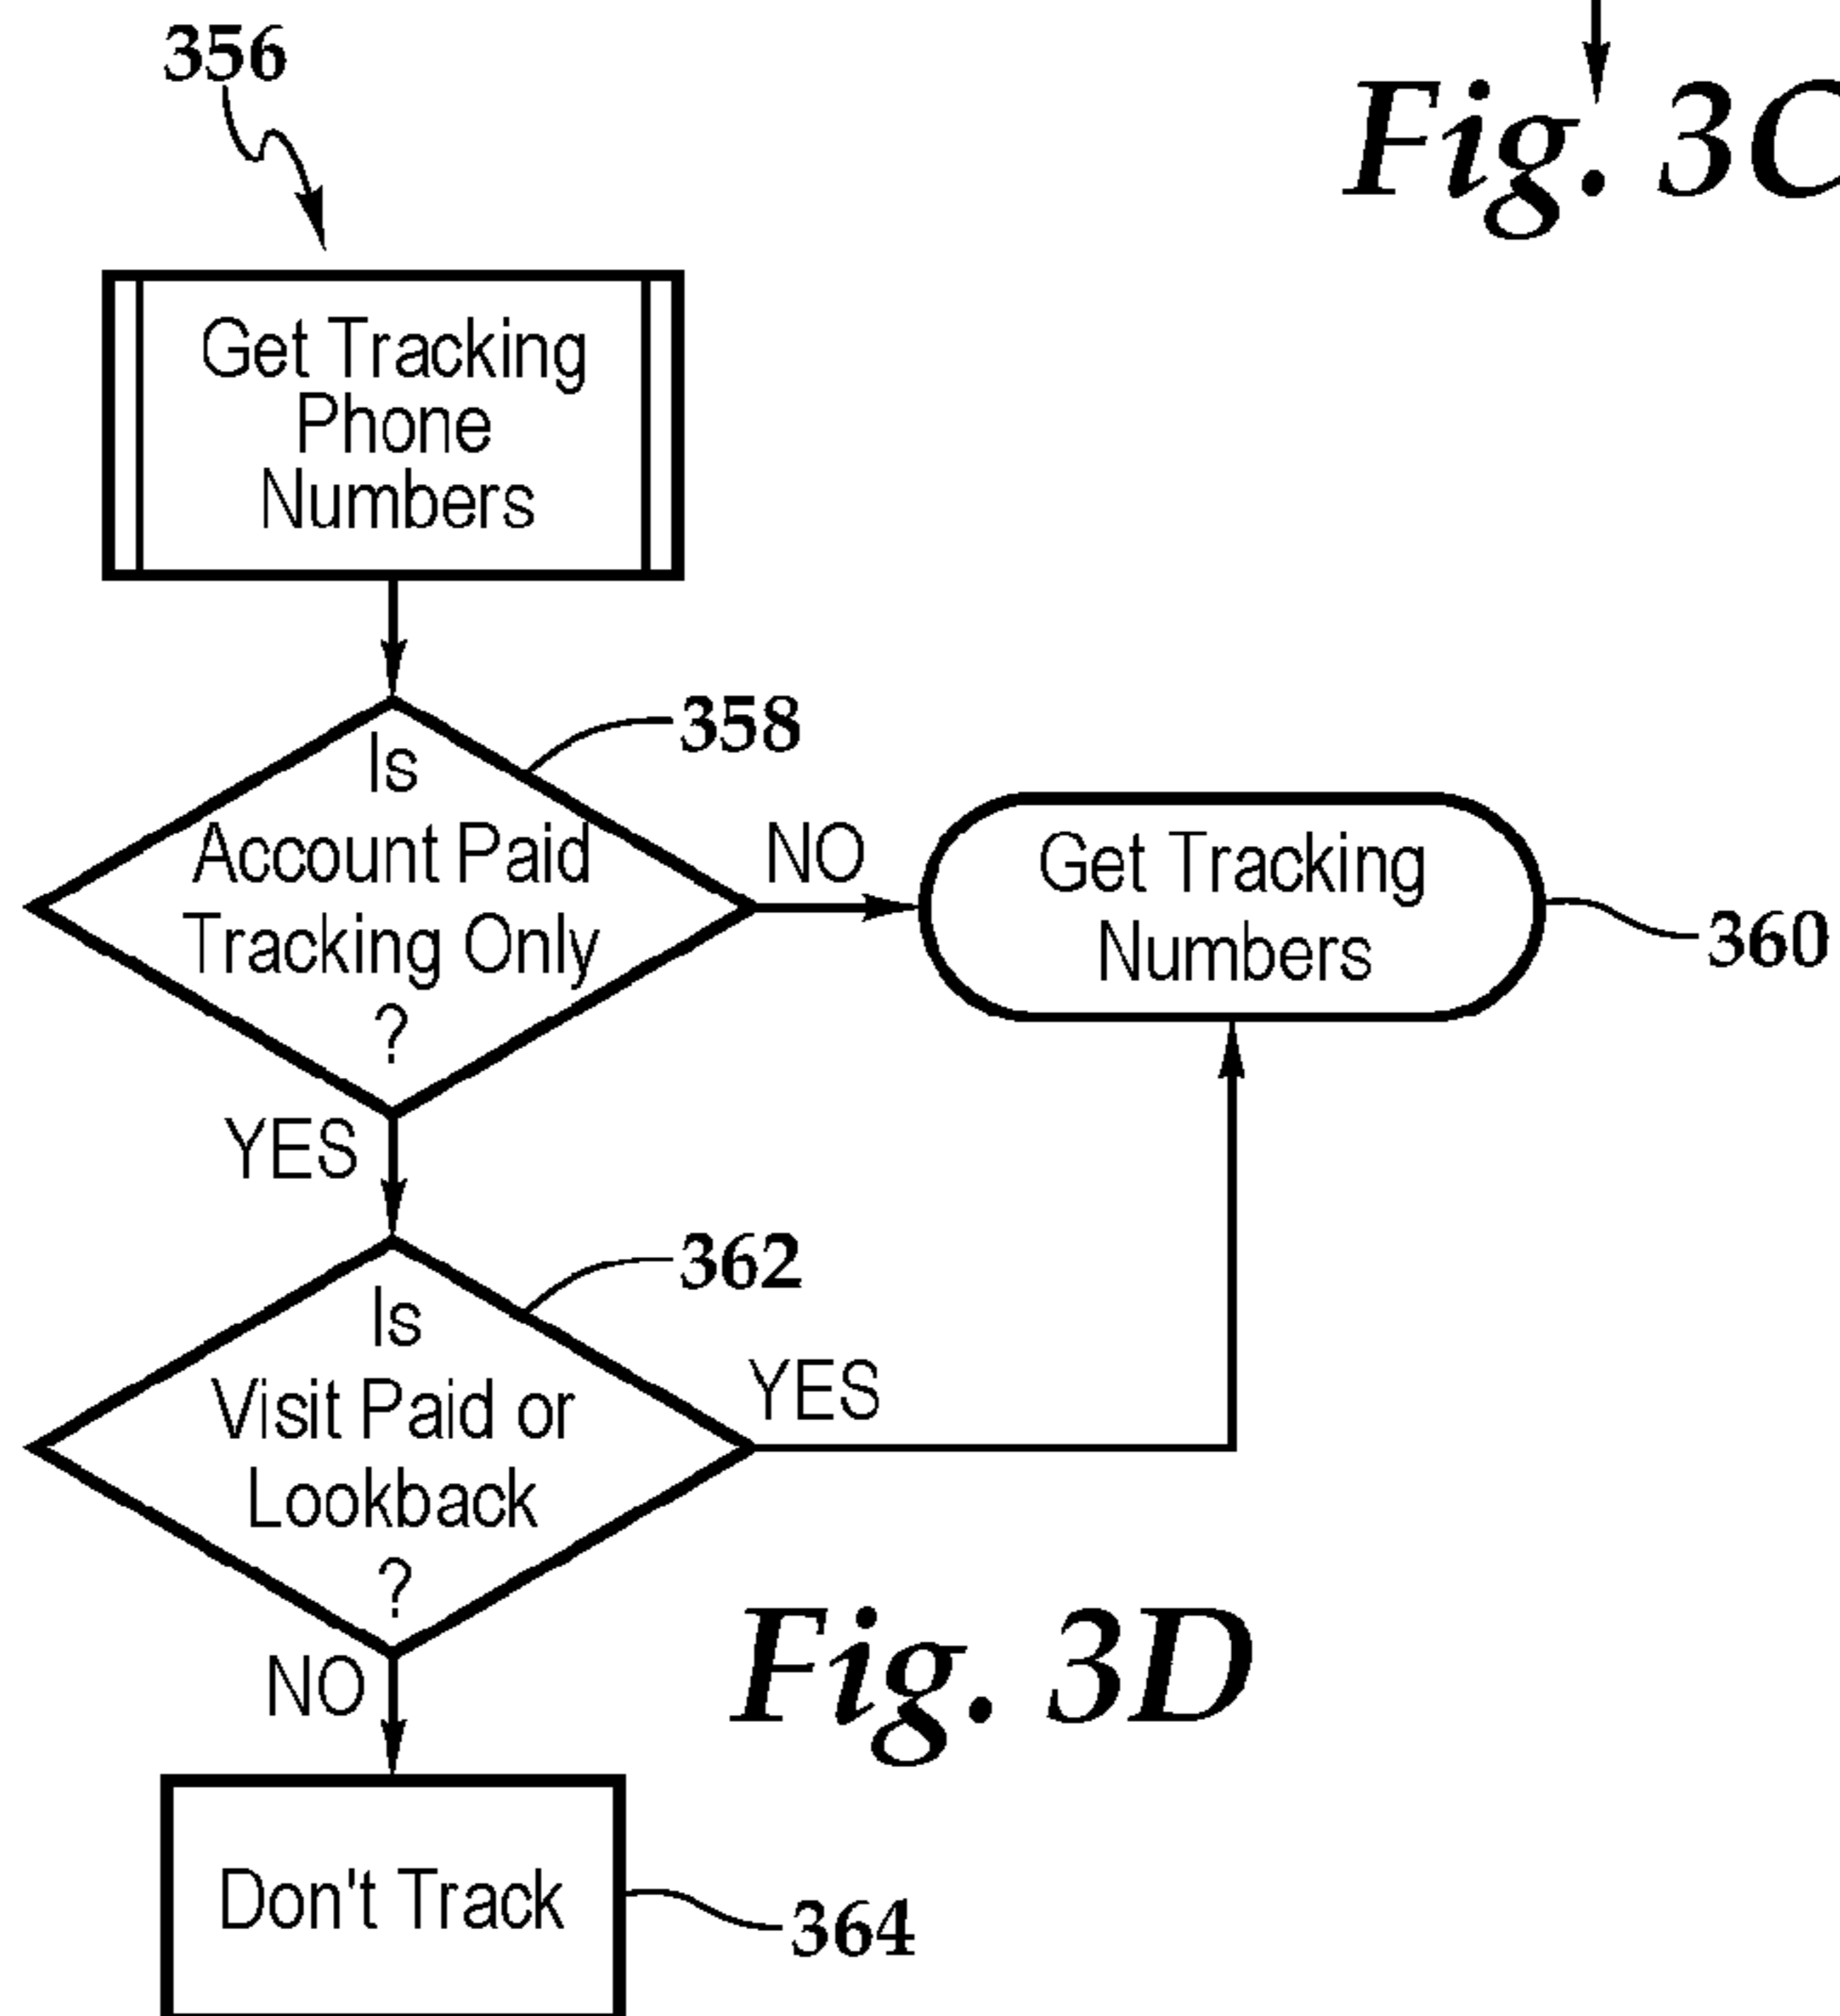 356
Fig. 3C
Get Tracking
Phone
Numbers
358
Is
Account Paid
Tracking Only
?
NO
Get Tracking
Numbers
360
YES
362
Is
Visit Paid or
Lookback
?
YES
NO
Fig. 3D
Don't Track
364